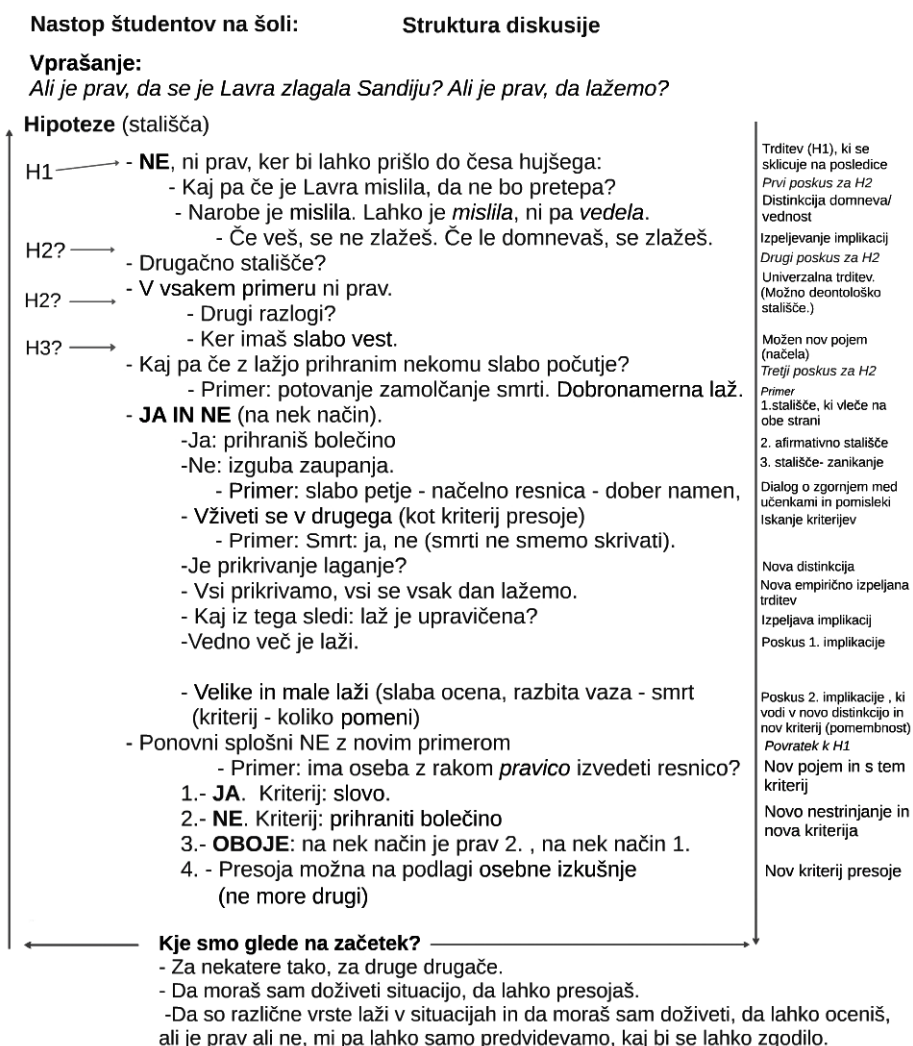 Nastop študentov na šoli: Struktura diskusije
Vprašanje:
Ali je prav, da se je Lavra zlagala Sandiju? Ali je prav, da lažemo?
Hipoteze (stališča)
H1
- NE, ni prav, ker bi lahko prišlo do česa hujšega:
- Kaj pa če je Lavra mislila, da ne bo pretepa?
- Narobe je mislila. Lahko je mislila, ni pa vedela.
- Če veš, se ne zlažeš. Če le domnevaš, se zlažeš.
H2?
- Drugačno stališče?
H2?
- V vsakem primeru ni prav.
- Drugi razlogi?
- Ker imaš slabo vest.
H3?
- Kaj pa če z lažjo prihranim nekomu slabo počutje?
- Primer: potovanje zamolčanje smrti. Dobronamerna laž.
- JA IN NE (na nek način).
-Ja: prihraniš bolečino
-Ne: izguba zaupanja.
- Primer: slabo petje - načelno resnica - dober namen,
- Vživeti se v drugega (kot kriterij presoje)
- Primer: Smrt: ja, ne (smrti ne smemo skrivati).
-Je prikrivanje laganje?
- Vsi prikrivamo, vsi se vsak dan lažemo.
- Kaj iz tega sledi: laž je upravičena?
-Vedno več je laži.
- Velike in male laži (slaba ocena, razbita vaza - smrt
(kriterij - koliko pomeni)
- Ponovni splošni NE z novim primerom
- Primer: ima oseba z rakom pravico izvedeti resnico?
1.- JA. Kriterij: slovo.
2.- NE. Kriterij: prihraniti bolečino
3.- OBOJE: na nek način je prav 2. , na nek način 1.
4. - Presoja možna na podlagi osebne izkušnje
(ne more drugi)
Trditev (H1), ki se
sklicuje na posledice
Prvi poskus za H2
Distinkcija domneva/
vednost
Izpeljevanje implikacij
Drugi poskus za H2
Univerzalna trditev.
(Možno deontološko
stališče.)
Možen nov pojem
(načela)
Tretji poskus za H2
Primer
1.stališče, ki vleče na
obe strani
2. afirmativno stališče
3. stališče- zanikanje
Dialog o zgornjem med
učenkami in pomisleki
Iskanje kriterijev
Nova distinkcija
Nova empirično izpeljana
trditev
Izpeljava implikacij
Poskus 1. implikacije
Poskus 2. implikacije , ki
vodi v novo distinkcijo in
nov kriterij (pomembnost)
Povratek k H1
Nov pojem in s tem
kriterij
Novo nestrinjanje in
nova kriterija
Nov kriterij presoje
Kje smo glede na začetek?
- Za nekatere tako, za druge drugače.
- Da moraš sam doživeti situacijo, da lahko presojaš.
-Da so različne vrste laži v situacijah in da moraš sam doživeti, da lahko oceniš,
ali je prav ali ne, mi pa lahko samo predvidevamo, kaj bi se lahko zgodilo.